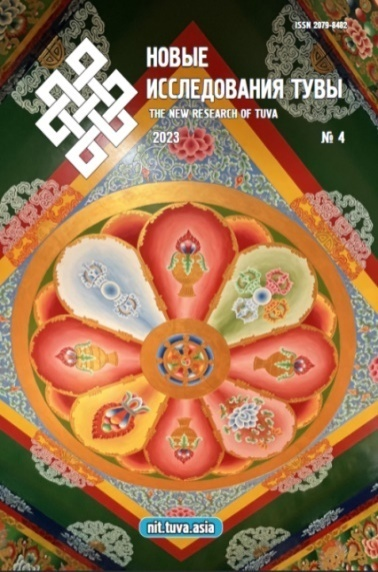 ISSN 2079-8482
НОВЫЕ
ИССЛЕДОВАНИЯ ТУВЫ
THE NEW RESEARCH OF TUVA
2023 № 4
nit.tuva.asia